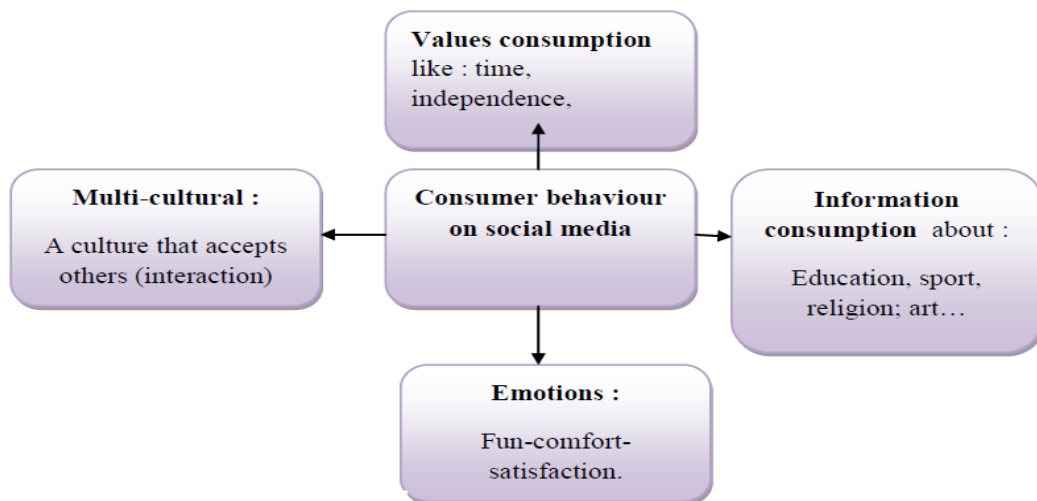 Values consumption
like : time,
independence,
Multi-cultural :
A culture that accepts
others (interaction)
Consumer behaviour
on social media
Information
consumption about :
Education, sport,
religion; art…
Emotions :
Fun-comfort-
satisfaction.